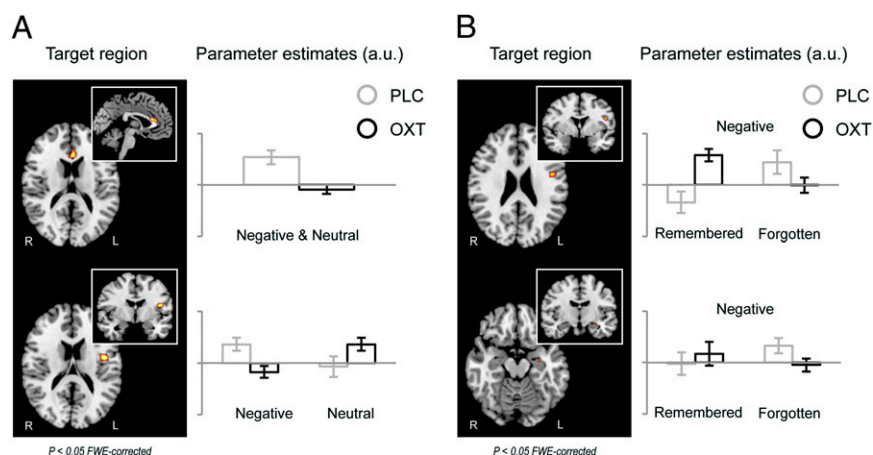 A
Target region
Parameter estimates (a.u.)
PLC
OXT
R
L
Negative & Neutral
R
L
Negative
Neutral
P < 0.05 FWE-corrected
B
Target region
Parameter estimates (a.u.)
PLC
OXT
Negative
R
L
Remembered
Forgotten
Negative
R
L
Remembered
Forgotten
P < 0.05 FWE-corrected